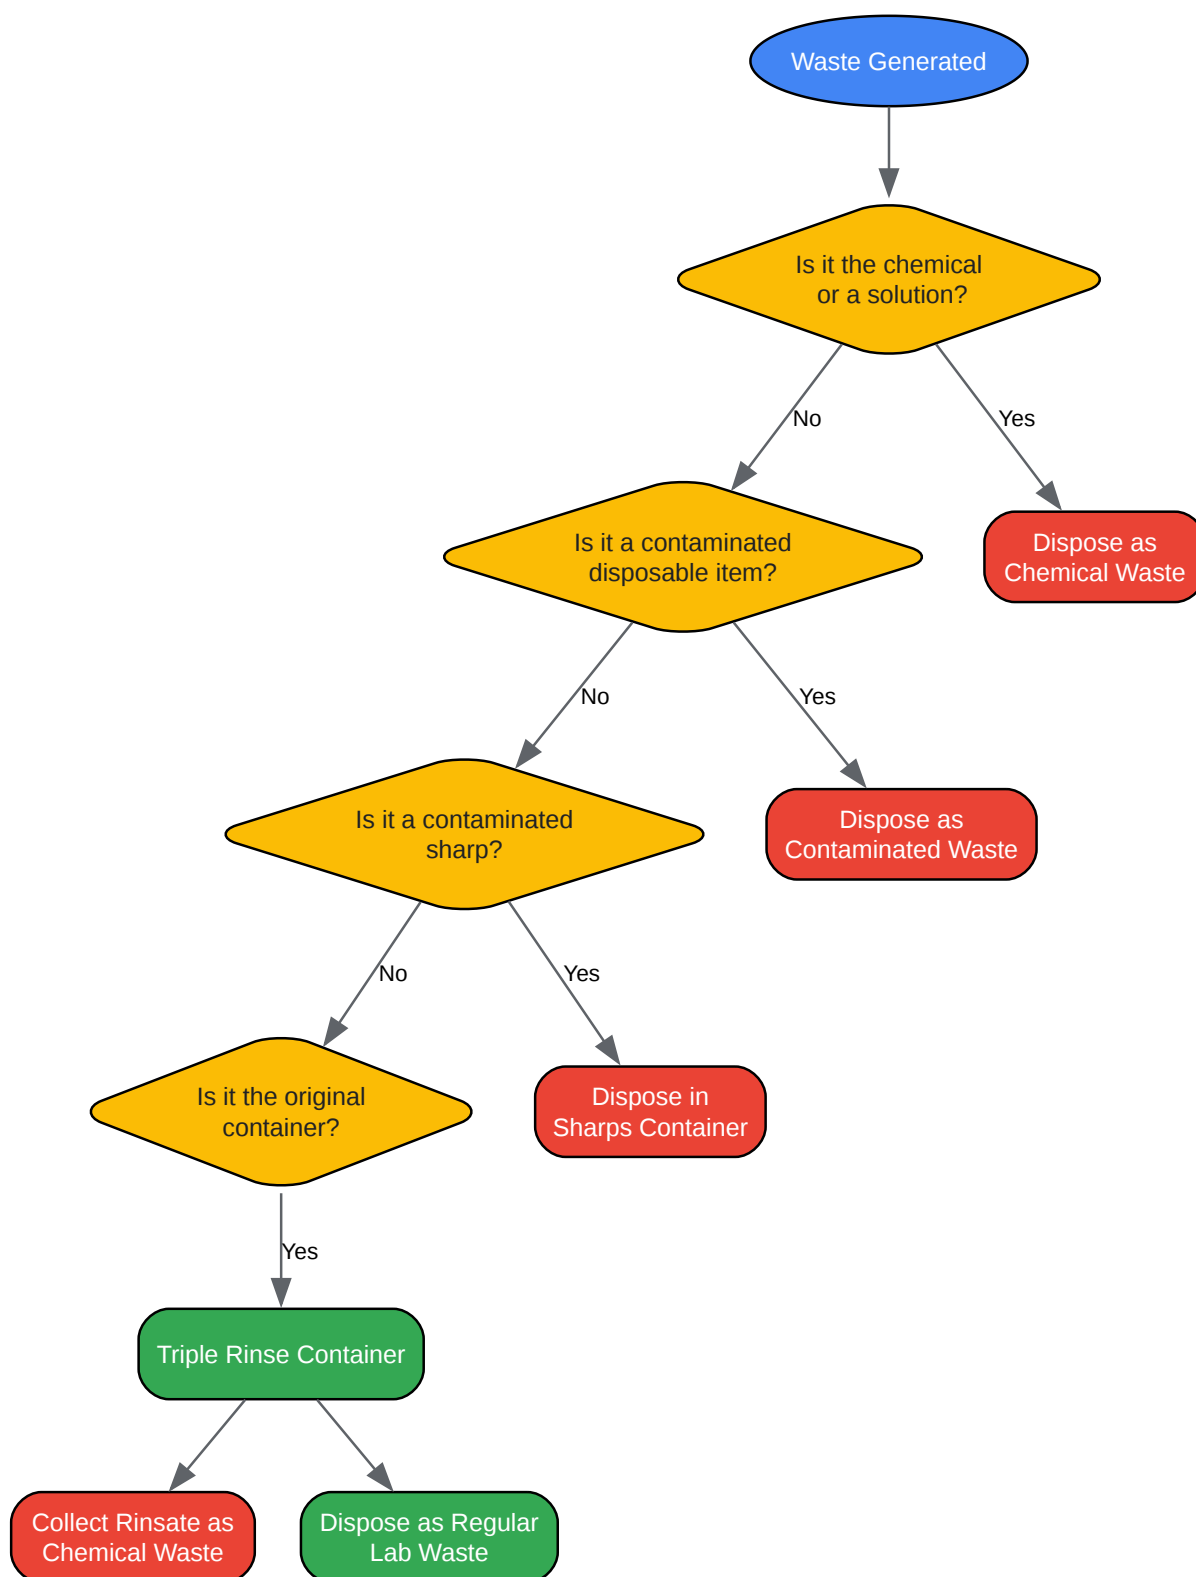 Waste Generated
Is it the chemical
or a solution?
No
Yes
Is it a contaminated
disposable item?
Dispose as
Chemical Waste
No
Yes
Is it a contaminated
sharp?
Dispose as
Contaminated Waste
No
Yes
Is it the original
container?
Dispose in
Sharps Container
Yes
Triple Rinse Container
Collect Rinsate as
Chemical Waste
Dispose as Regular
Lab Waste